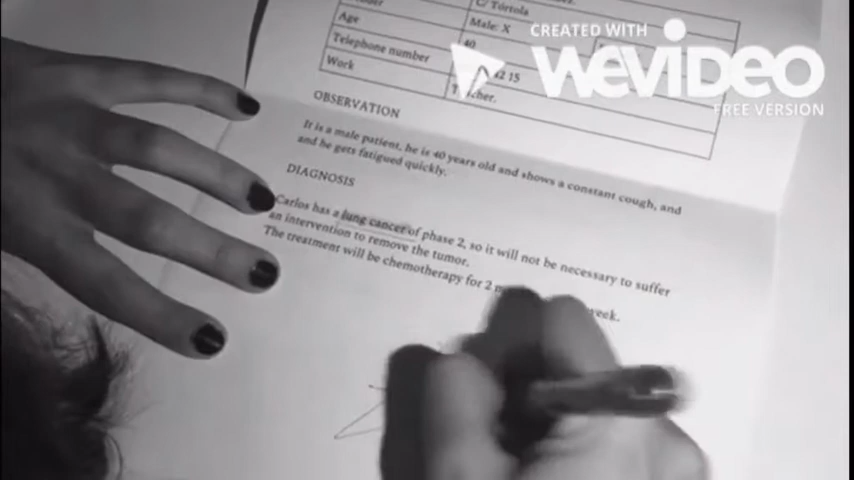 C/ Tórtola
Age
Male: X
Telephone number
40
Work
12 15
OBSERVATION
It is a male patient, he is 40 years old and shows a constant cough, and
and he gets fatigued quickly.
DIAGNOSIS
Carlos has a lung cancer of phase 2, so it will not be necessary to suffer
an intervention to remove the tumor.
The treatment will be chemotherapy for 2
week.
CREATED WITH
WEVIDEO
FREE VERSION